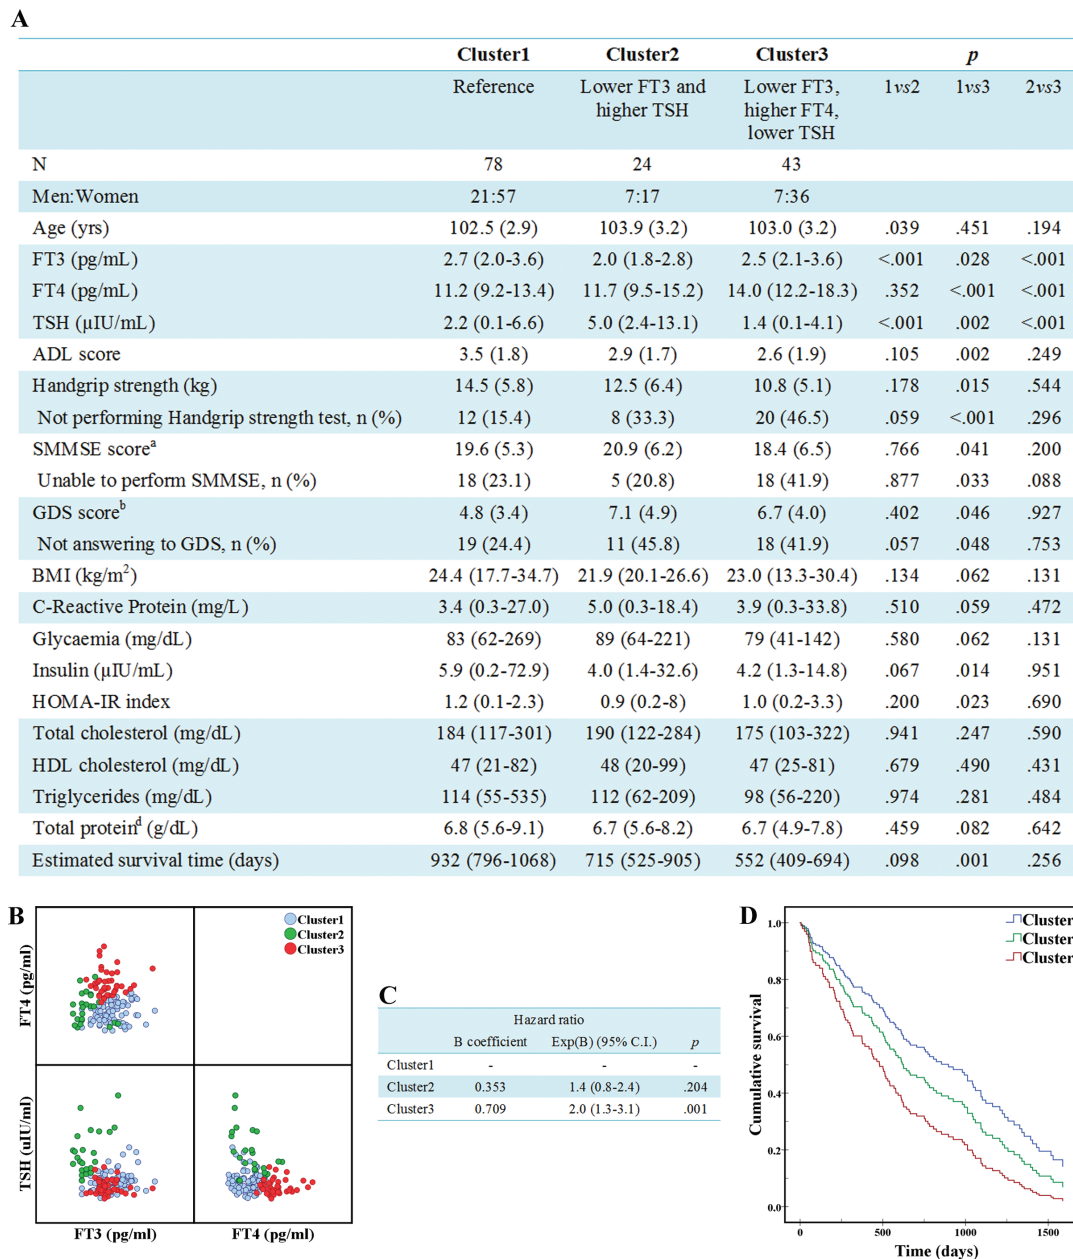 A
Cluster1 Cluster2 Cluster3 p
Reference Lower FT3 and higher TSH Lower FT3, higher FT4, lower TSH 1vs2 1vs3 2vs3
N 78 24 43
Men:Women 21:57 7:17 7:36
Age (yrs) 102.5 (2.9) 103.9 (3.2) 103.0 (3.2) .039 .451 .194
FT3 (pg/mL) 2.7 (2.0-3.6) 2.0 (1.8-2.8) 2.5 (2.1-3.6) <.001 .028 <.001
FT4 (pg/mL) 11.2 (9.2-13.4) 11.7 (9.5-15.2) 14.0 (12.2-18.3) .352 <.001 <.001
TSH (µIU/mL) 2.2 (0.1-6.6) 5.0 (2.4-13.1) 1.4 (0.1-4.1) <.001 .002 <.001
ADL score 3.5 (1.8) 2.9 (1.7) 2.6 (1.9) .105 .002 .249
Handgrip strength (kg) 14.5 (5.8) 12.5 (6.4) 10.8 (5.1) .178 .015 .544
Not performing Handgrip strength test, n (%) 12 (15.4) 8 (33.3) 20 (46.5) .059 <.001 .296
SMMSE scoreª 19.6 (5.3) 20.9 (6.2) 18.4 (6.5) .766 .041 .200
Unable to perform SMMSE, n (%) 18 (23.1) 5 (20.8) 18 (41.9) .877 .033 .088
GDS scoreᵇ 4.8 (3.4) 7.1 (4.9) 6.7 (4.0) .402 .046 .927
Not answering to GDS, n (%) 19 (24.4) 11 (45.8) 18 (41.9) .057 .048 .753
BMI (kg/m²) 24.4 (17.7-34.7) 21.9 (20.1-26.6) 23.0 (13.3-30.4) .134 .062 .131
C-Reactive Protein (mg/L) 3.4 (0.3-27.0) 5.0 (0.3-18.4) 3.9 (0.3-33.8) .510 .059 .472
Glycaemia (mg/dL) 83 (62-269) 89 (64-221) 79 (41-142) .580 .062 .131
Insulin (µIU/mL) 5.9 (0.2-72.9) 4.0 (1.4-32.6) 4.2 (1.3-14.8) .067 .014 .951
HOMA-IR index 1.2 (0.1-2.3) 0.9 (0.2-8) 1.0 (0.2-3.3) .200 .023 .690
Total cholesterol (mg/dL) 184 (117-301) 190 (122-284) 175 (103-322) .941 .247 .590
HDL cholesterol (mg/dL) 47 (21-82) 48 (20-99) 47 (25-81) .679 .490 .431
Triglycerides (mg/dL) 114 (55-535) 112 (62-209) 98 (56-220) .974 .281 .484
Total proteinᵈ (g/dL) 6.8 (5.6-9.1) 6.7 (5.6-8.2) 6.7 (4.9-7.8) .459 .082 .642
Estimated survival time (days) 932 (796-1068) 715 (525-905) 552 (409-694) .098 .001 .256
B
Cluster1
Cluster2
Cluster3
FT4 (pg/ml)
TSH (uIU/ml)
FT3 (pg/ml) FT4 (pg/ml)
C
Hazard ratio
B coefficient Exp(B) (95% C.I.) p
Cluster1 - - -
Cluster2 0.353 1.4 (0.8-2.4) .204
Cluster3 0.709 2.0 (1.3-3.1) .001
D
Cluster
Cluster
Cluster
Cumulative survival
1.0
0.8
0.6
0.4
0.2
0.0
0 500 1000 1500
Time (days)